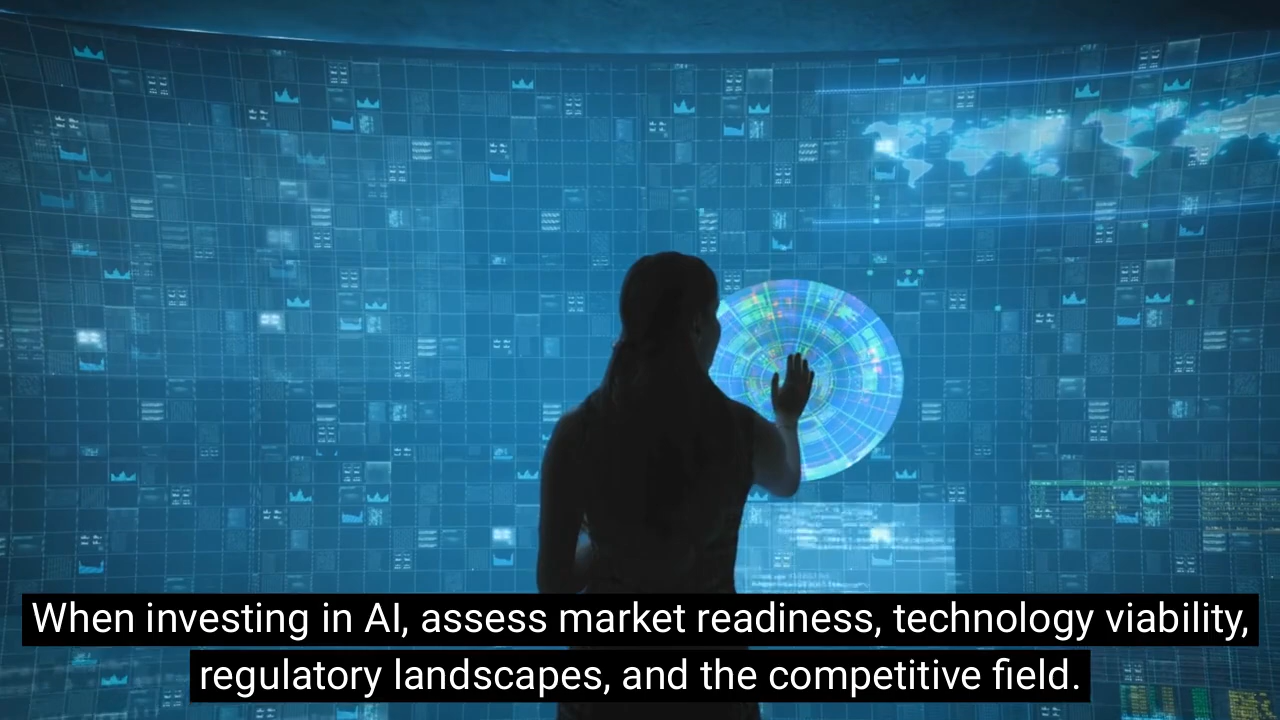 When investing in AI, assess market readiness, technology viability,
regulatory landscapes, and the competitive field.